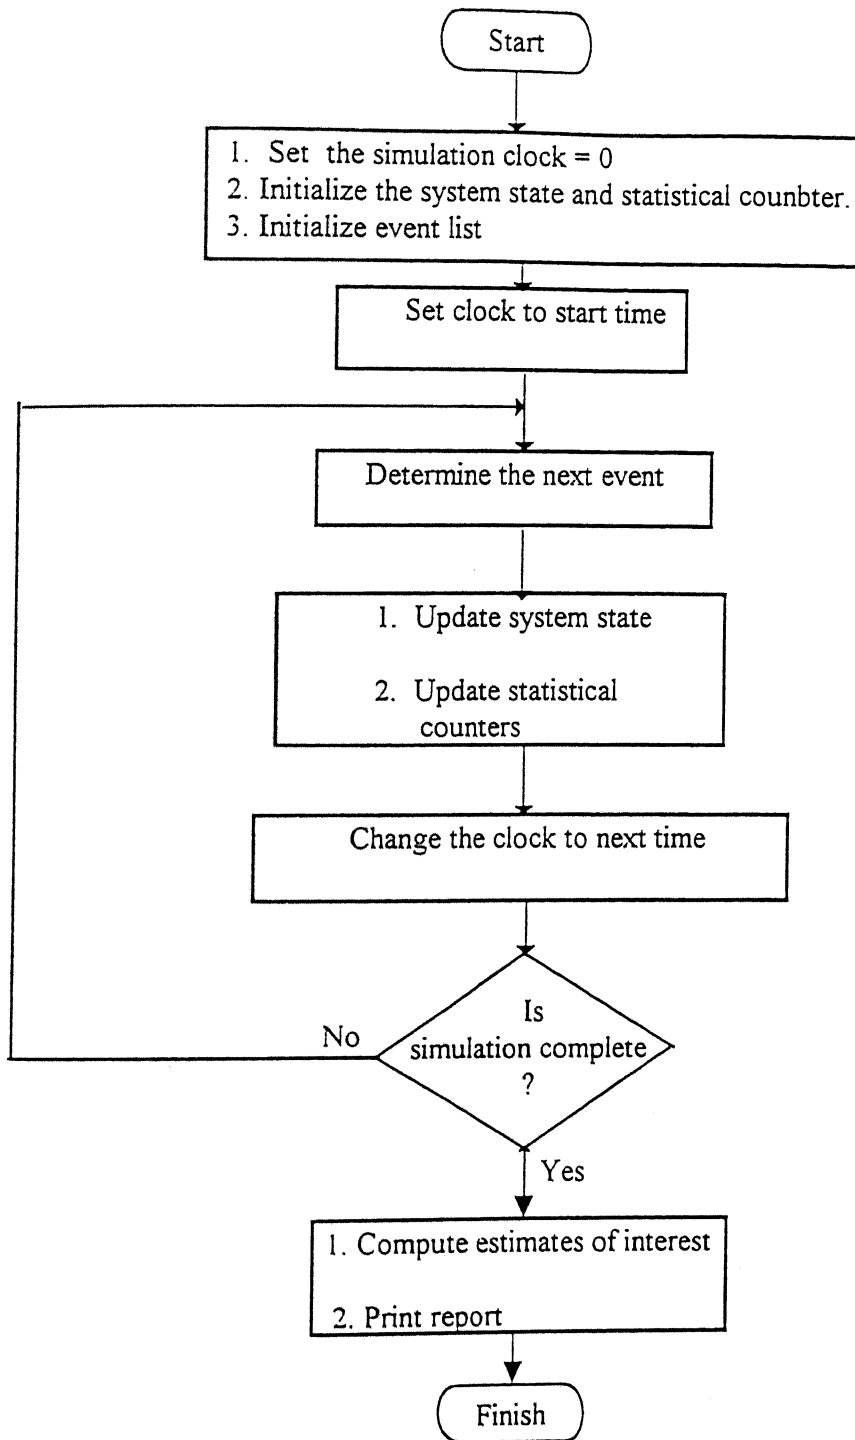 Start
1. Set the simulation clock = 0
2. Initialize the system state and statistical counbter.
3. Initialize event list
Set clock to start time
Determine the next event
1. Update system state
2. Update statistical
counters
Change the clock to next time
Is
simulation complete
?
No
Yes
1. Compute estimates of interest
2. Print report
Finish